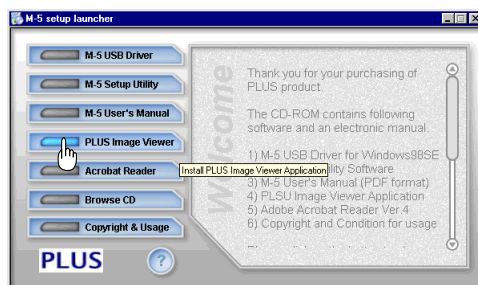 M-5 setup launcher
M-5 USB Driver
M-5 Setup Utility
M-5 User's Manual
PLUS Image Viewer
Acrobat Reader
Browse CD
Copyright & Usage
PLUS
?
Welcome
Thank you for your purchasing of
PLUS product.
The CD-ROM contains following
software and an electronic manual.
1) M-5 USB Driver for Windows98SE
Install PLUS Image Viewer Application
ility Software
3) M-5 User's Manual (PDF format)
4) PLSU Image Viewer Application
5) Adobe Acrobat Reader Ver 4
6) Copyright and Condition for usage